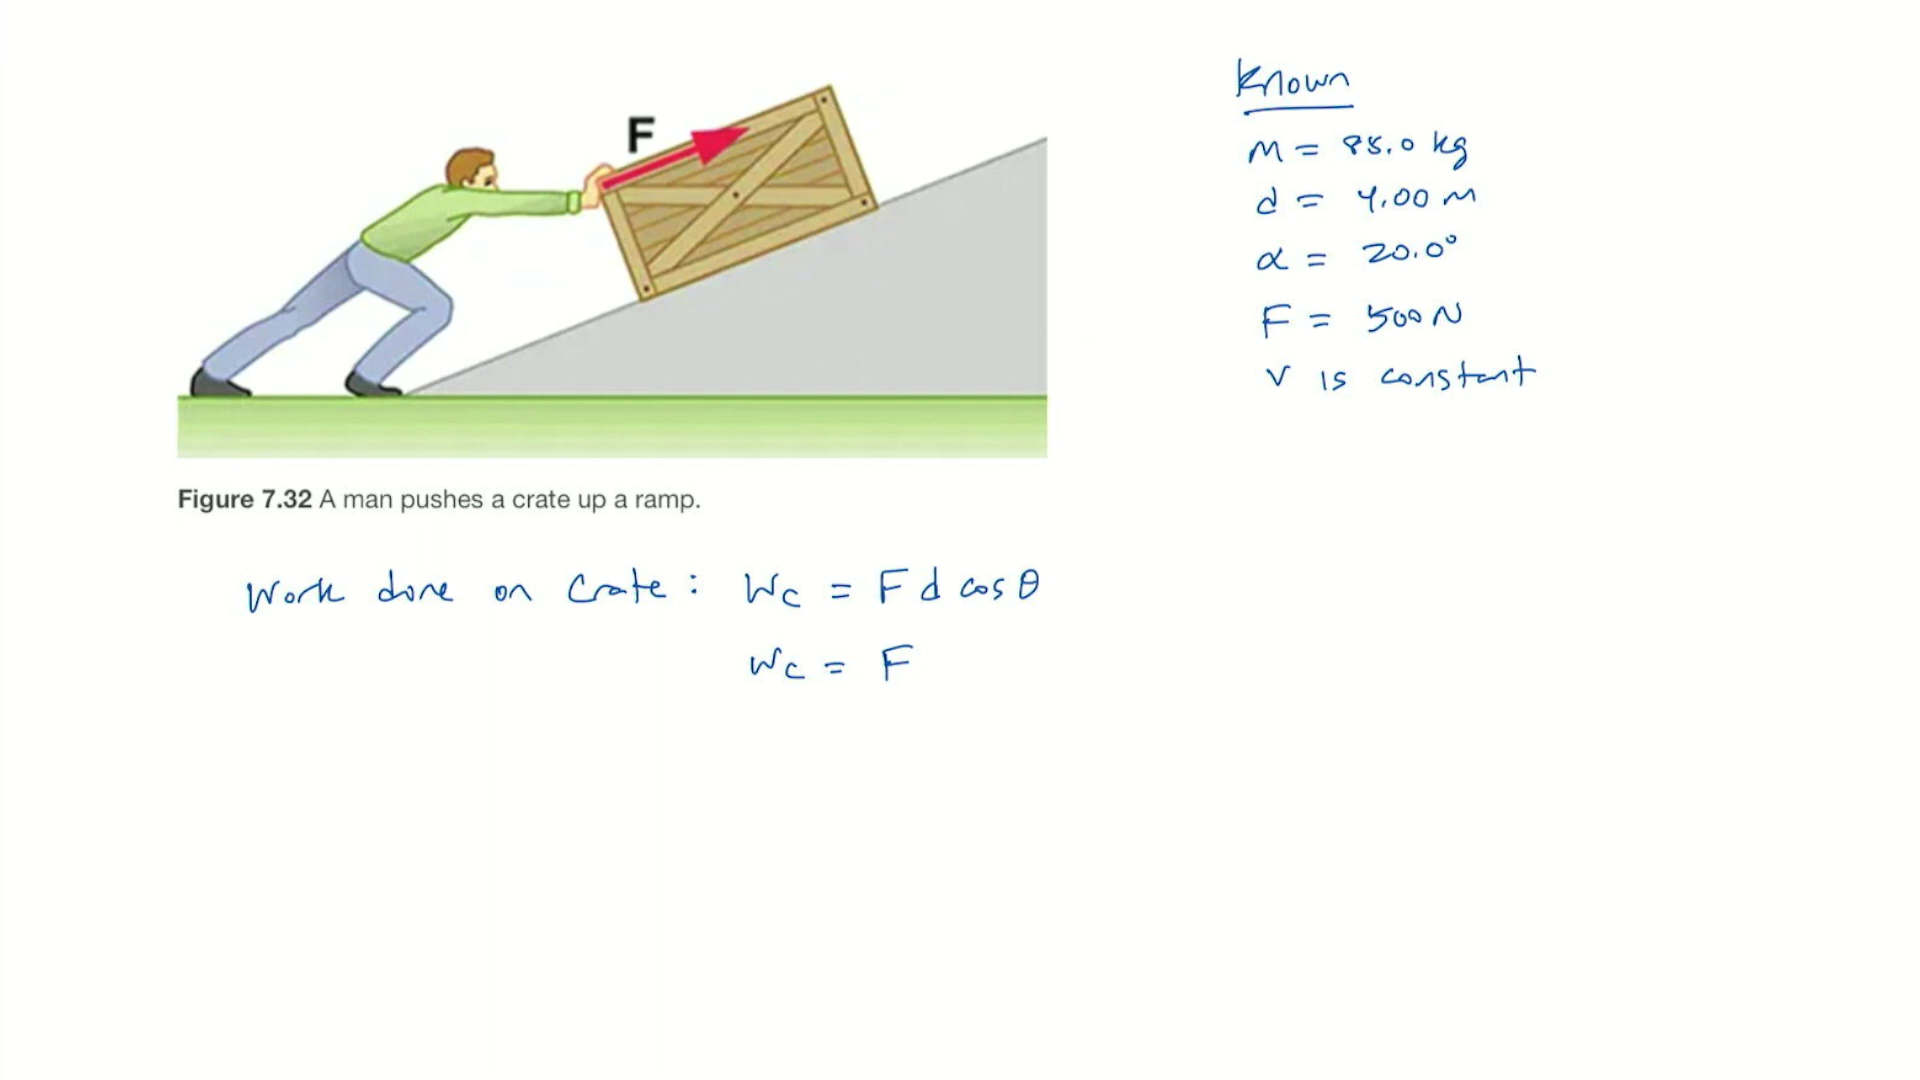 F
Known
m = 85.0 kg
d = 4.00 m
α = 20.0°
F = 500 N
v is constant
Figure 7.32 A man pushes a crate up a ramp.
Work done on crate: Wc = F d cos θ
Wc = F